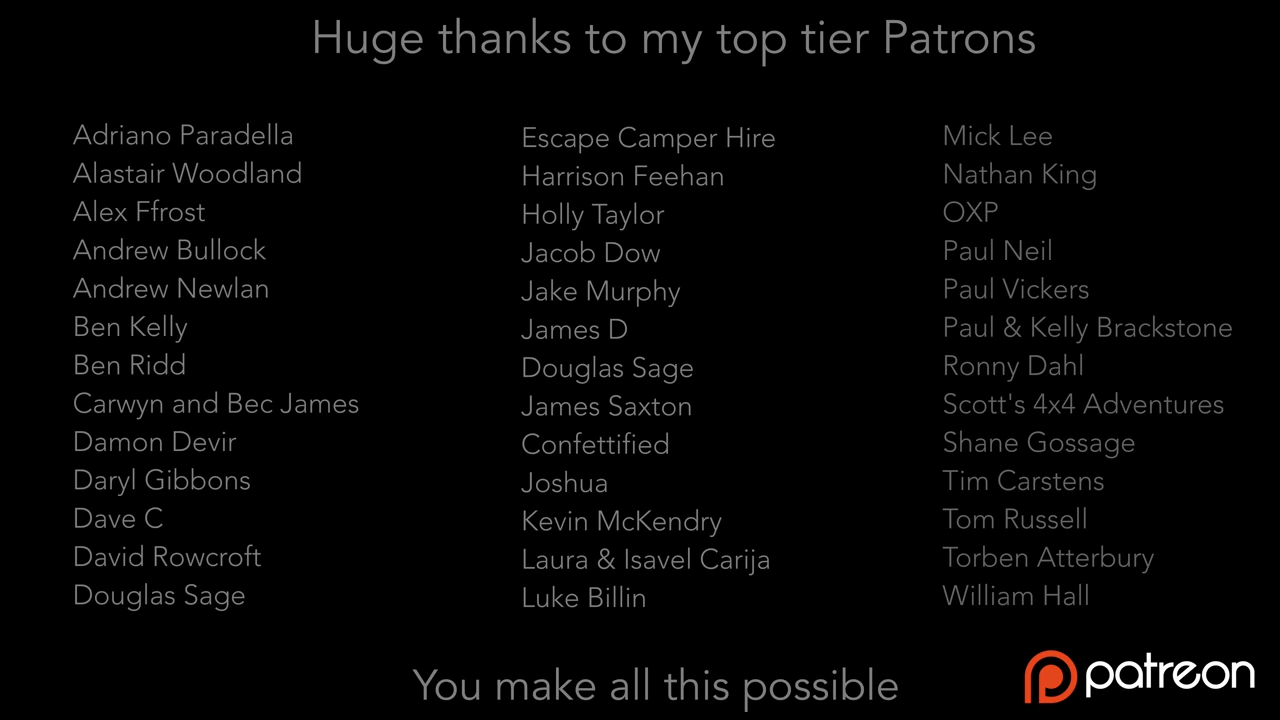 Huge thanks to my top tier Patrons
Adriano Paradella
Alastair Woodland
Alex Ffrost
Andrew Bullock
Andrew Newlan
Ben Kelly
Ben Ridd
Carwyn and Bec James
Damon Devir
Daryl Gibbons
Dave C
David Rowcroft
Douglas Sage
Escape Camper Hire
Harrison Feehan
Holly Taylor
Jacob Dow
Jake Murphy
James D
Douglas Sage
James Saxton
Confettified
Joshua
Kevin McKendry
Laura & Isavel Carija
Luke Billin
Mick Lee
Nathan King
OXP
Paul Neil
Paul Vickers
Paul & Kelly Brackstone
Ronny Dahl
Scott's 4x4 Adventures
Shane Gossage
Tim Carstens
Tom Russell
Torben Atterbury
William Hall
You make all this possible
patreon